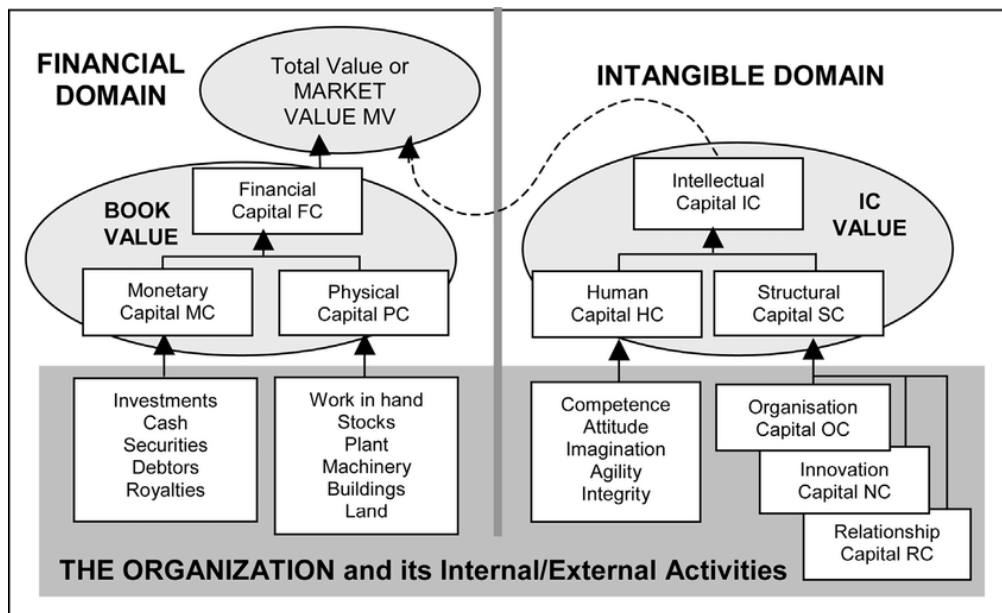 FINANCIAL
DOMAIN
Total Value or
MARKET
VALUE MV
INTANGIBLE DOMAIN
BOOK
VALUE
Financial
Capital FC
Monetary
Capital MC
Physical
Capital PC
Intellectual
Capital IC
IC
VALUE
Human
Capital HC
Structural
Capital SC
Investments
Cash
Securities
Debtors
Royalties
Work in hand
Stocks
Plant
Machinery
Buildings
Land
Competence
Attitude
Imagination
Agility
Integrity
Organisation
Capital OC
Innovation
Capital NC
Relationship
Capital RC
THE ORGANIZATION and its Internal/External Activities